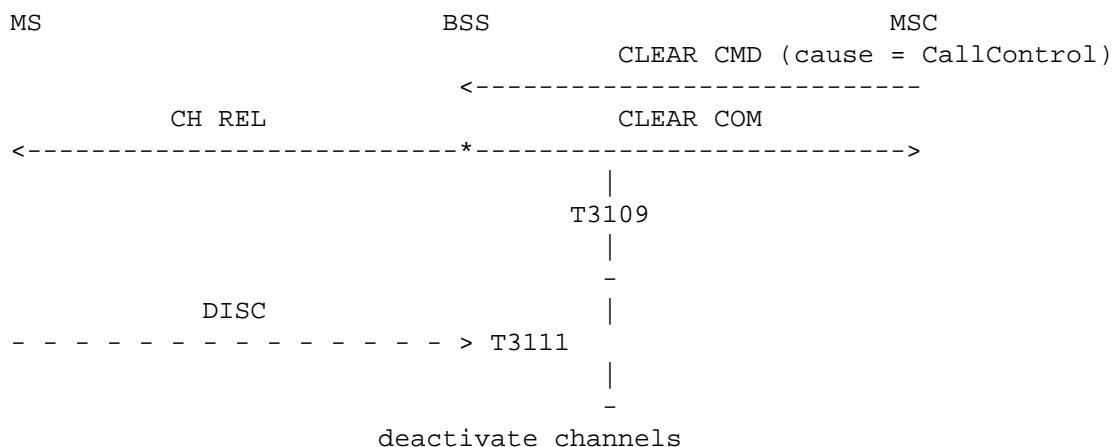 MS BSS MSC
CLEAR CMD (cause = CallControl)
<----------------------------
CH REL CLEAR COM
<---------------------------*--------------------------->
|
T3109
|
-
DISC |
- - - - - - - - - - - - - - > T3111
|
-
deactivate channels